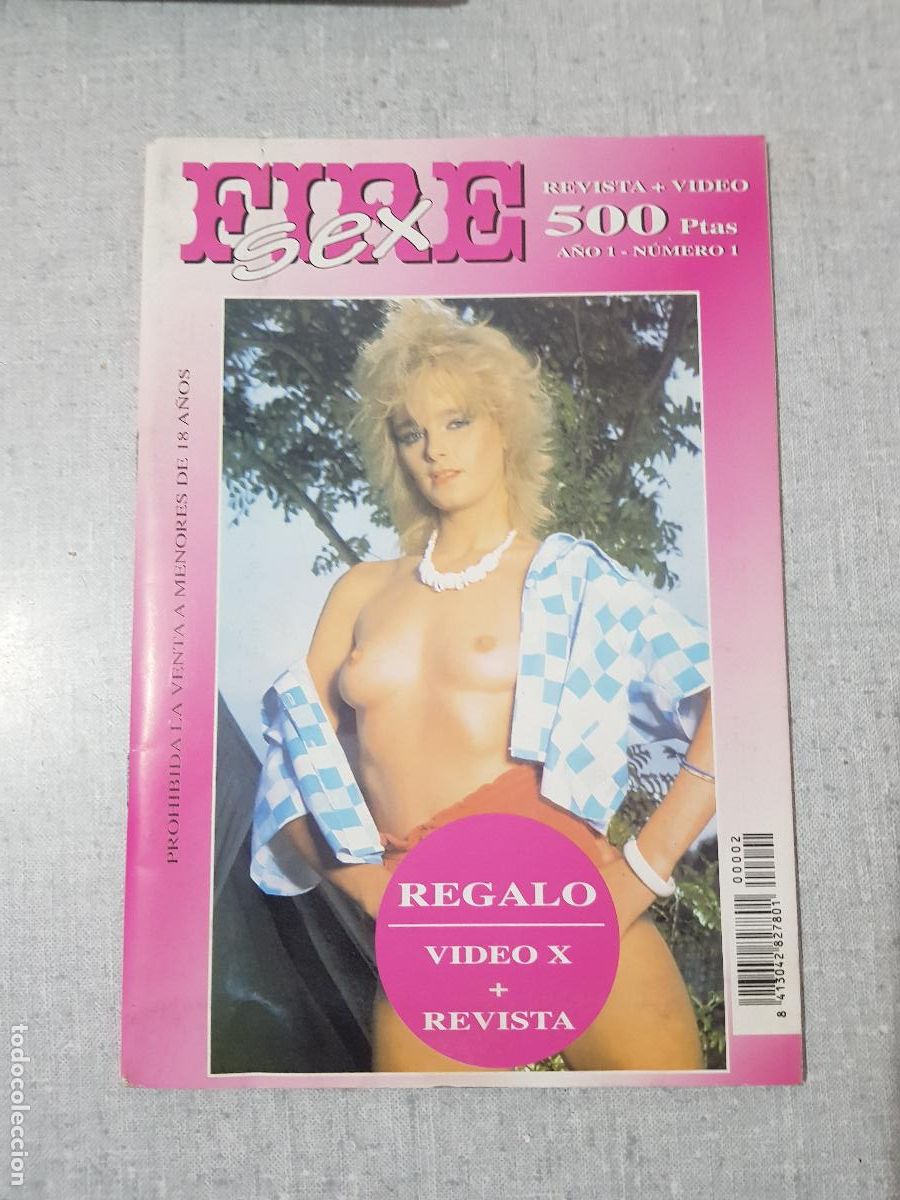 FIRE
sex
REVISTA + VIDEO
500 Ptas
AÑO 1 - NÚMERO 1
PROHIBIDA LA VENTA A MENORES DE 18 AÑOS
REGALO
VIDEO X
+
REVISTA
00002
8 413042 827801
todocoleccion